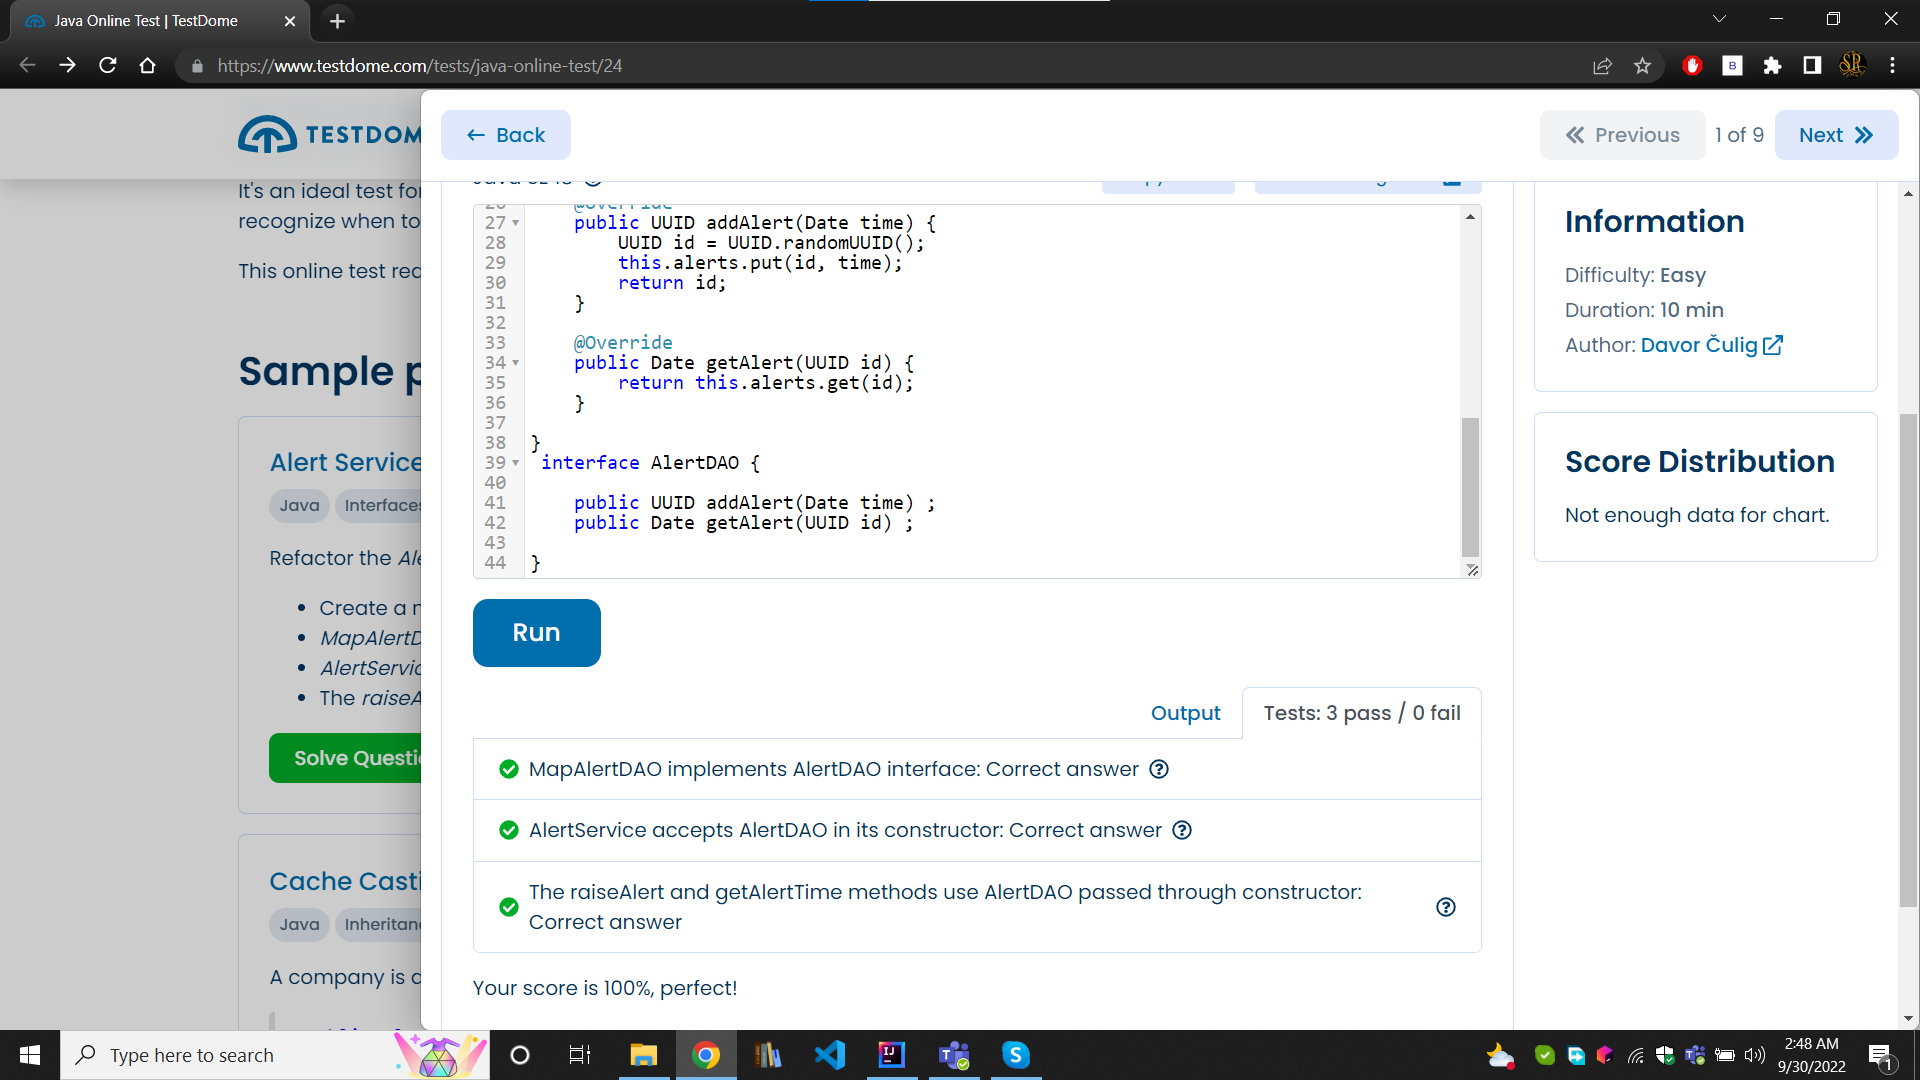 Java Online Test | TestDome
https://www.testdome.com/tests/java-online-test/24
B
SR
TESTDOM
It's an ideal test for
recognize when to
This online test req
Sample p
Alert Service
Java
Interfaces
Refactor the Ale
Create a n
MapAlertD
AlertServic
The raiseA
Solve Questi
Cache Casti
Java
Inheritan
A company is c
Back
Previous
1 of 9
Next
26 @Override
27 public UUID addAlert(Date time) {
28 UUID id = UUID.randomUUID();
29 this.alerts.put(id, time);
30 return id;
31 }
32
33 @Override
34 public Date getAlert(UUID id) {
35 return this.alerts.get(id);
36 }
37
38 }
39 interface AlertDAO {
40
41 public UUID addAlert(Date time) ;
42 public Date getAlert(UUID id) ;
43
44 }
Run
Output
Tests: 3 pass / 0 fail
MapAlertDAO implements AlertDAO interface: Correct answer
AlertService accepts AlertDAO in its constructor: Correct answer
The raiseAlert and getAlertTime methods use AlertDAO passed through constructor:
Correct answer
Your score is 100%, perfect!
Information
Difficulty: Easy
Duration: 10 min
Author: Davor Čulig
Score Distribution
Not enough data for chart.
Type here to search
2:48 AM
9/30/2022
1